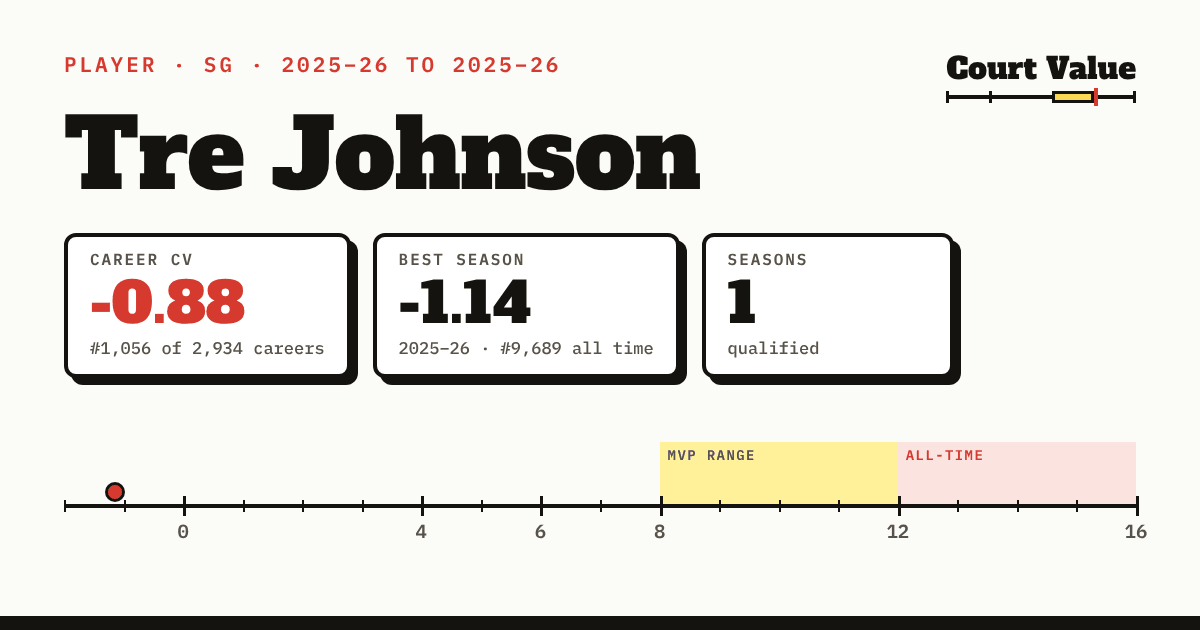 PLAYER · SG · 2025–26 TO 2025–26
Court Value
Tre Johnson
CAREER CV
-0.88
#1,056 of 2,934 careers
BEST SEASON
-1.14
2025–26 · #9,689 all time
SEASONS
1
qualified
MVP RANGE
ALL-TIME
0 4 6 8 12 16